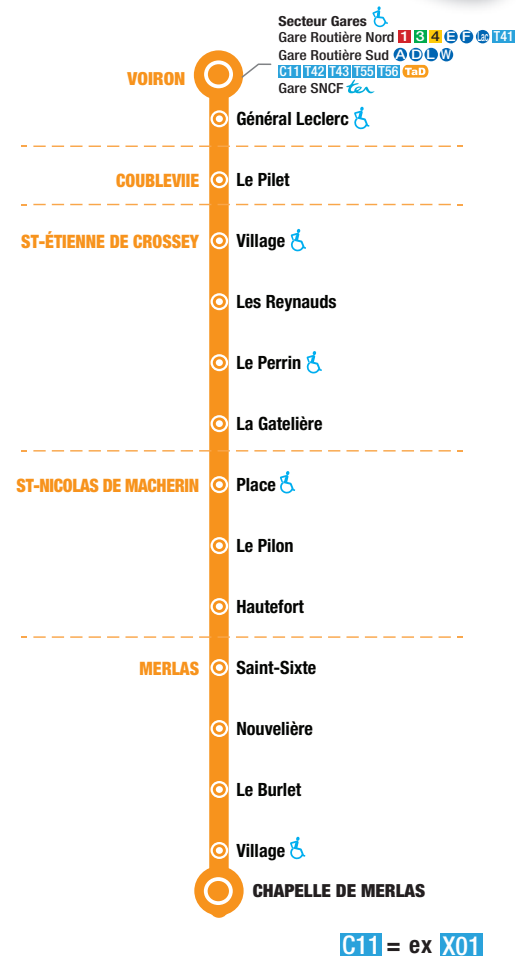 Secteur Gares
Gare Routière Nord 1 3 4 E F Lac T41
Gare Routière Sud A D L W
C11 T42 T43 T55 T56 TaD
Gare SNCF ter
VOIRON
Général Leclerc
COUBLEVIIE Le Pilet
ST-ÉTIENNE DE CROSSEY Village
Les Reynauds
Le Perrin
La Gatelière
ST-NICOLAS DE MACHERIN Place
Le Pilon
Hautefort
MERLAS Saint-Sixte
Nouvelière
Le Burlet
Village
CHAPELLE DE MERLAS
C11 = ex X01